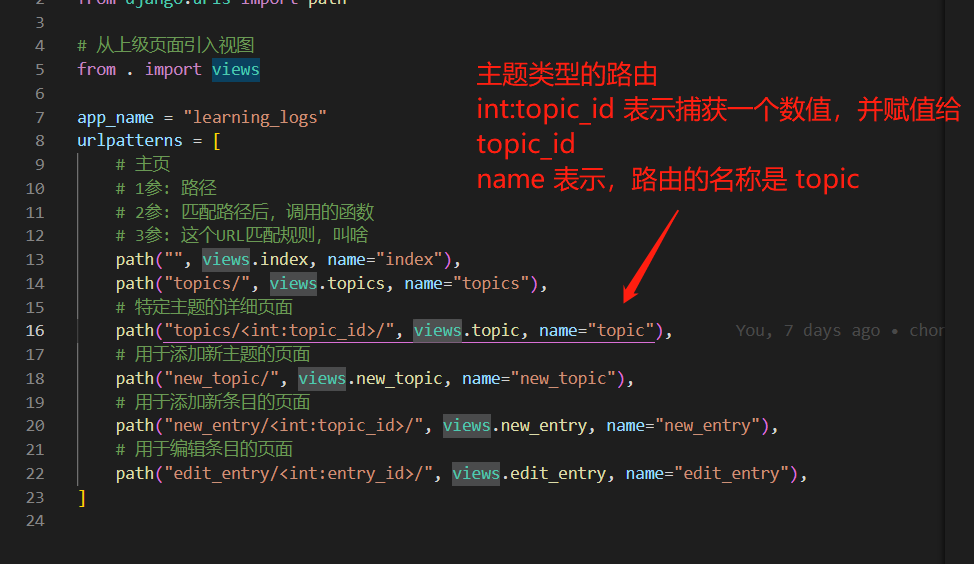 2 from django.urls import path
3
4 # 从上级页面引入视图
5 from . import views
6
7 app_name = "learning_logs"
8 urlpatterns = [
9 # 主页
10 # 1参: 路径
11 # 2参: 匹配路径后，调用的函数
12 # 3参: 这个URL匹配规则，叫啥
13 path("", views.index, name="index"),
14 path("topics/", views.topics, name="topics"),
15 # 特定主题的详细页面
16 path("topics/<int:topic_id>/", views.topic, name="topic"), You, 7 days ago • chor
17 # 用于添加新主题的页面
18 path("new_topic/", views.new_topic, name="new_topic"),
19 # 用于添加新条目的页面
20 path("new_entry/<int:topic_id>/", views.new_entry, name="new_entry"),
21 # 用于编辑条目的页面
22 path("edit_entry/<int:entry_id>/", views.edit_entry, name="edit_entry"),
23 ]
24
主题类型的路由
int:topic_id 表示捕获一个数值，并赋值给
topic_id
name 表示，路由的名称是 topic